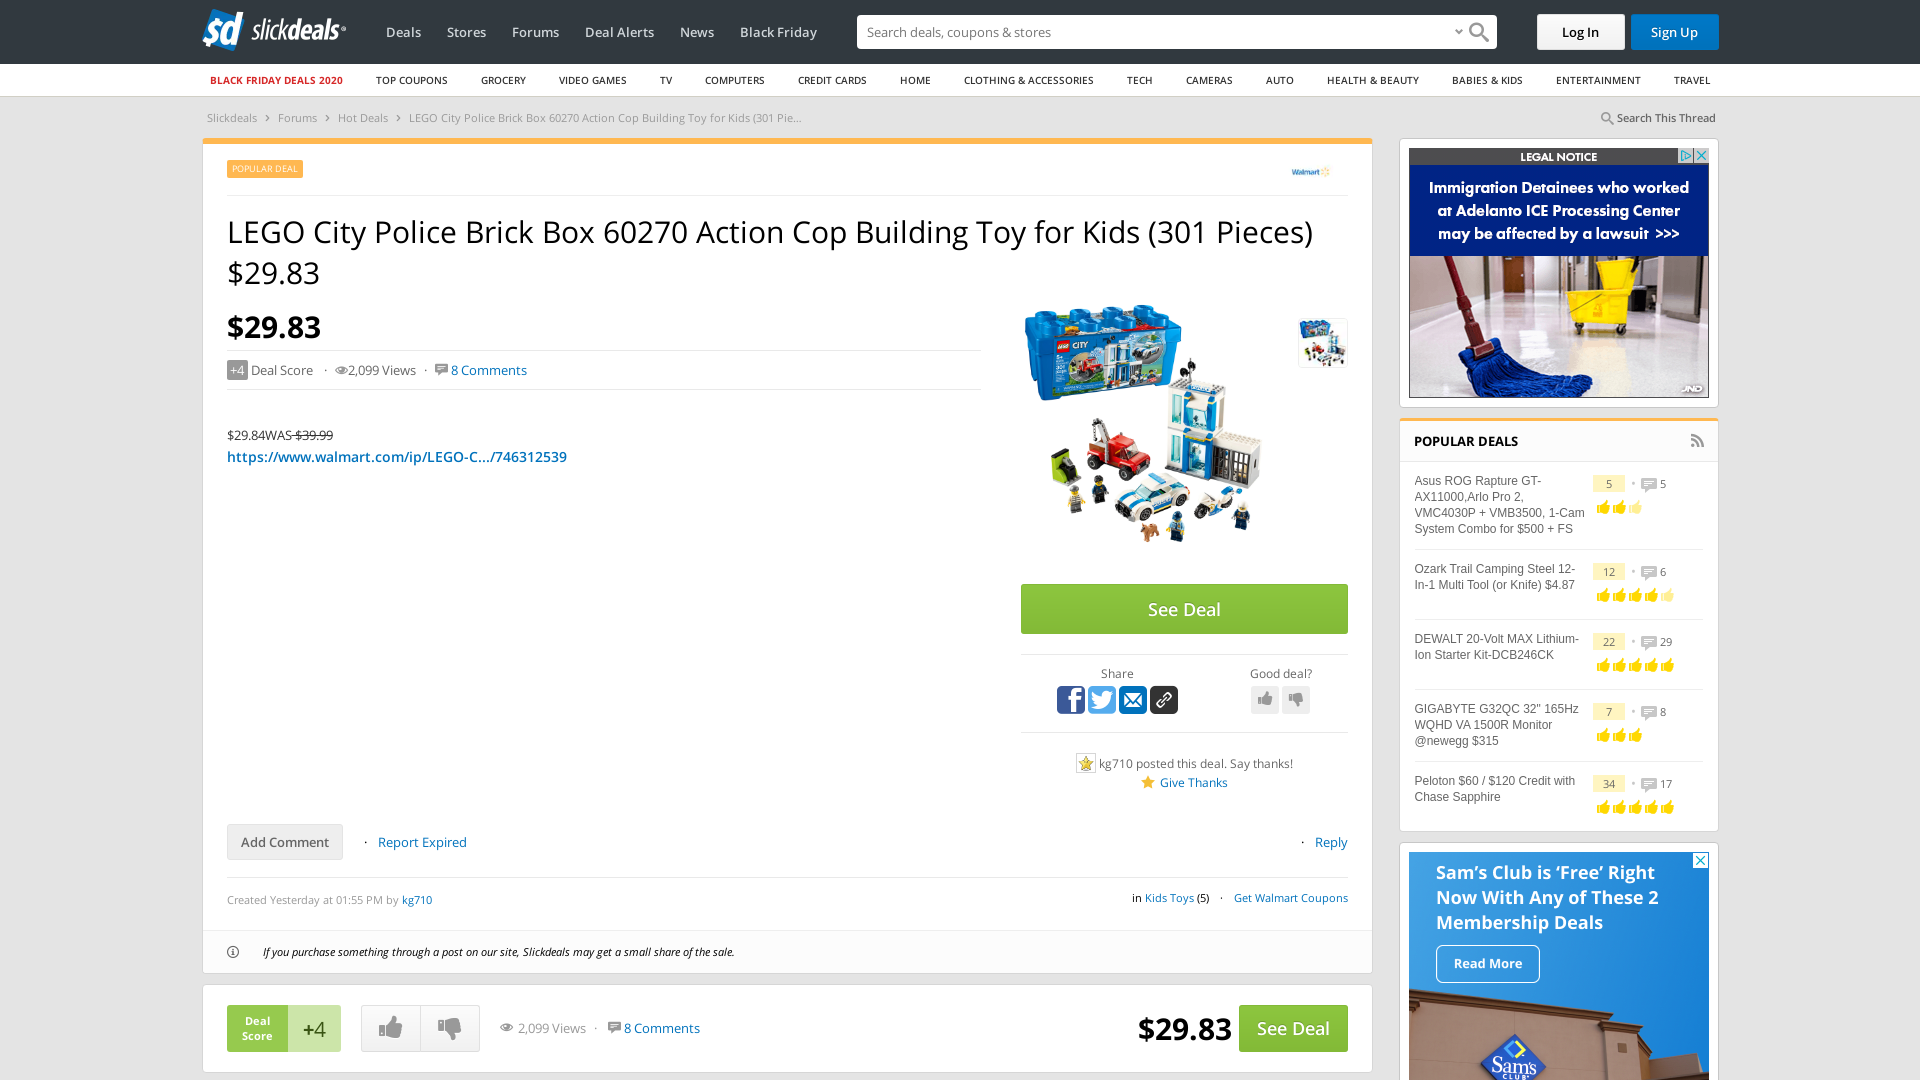 sd slickdeals
Deals
Stores
Forums
Deal Alerts
News
Black Friday
Search deals, coupons & stores
Log In
Sign Up
BLACK FRIDAY DEALS 2020
TOP COUPONS
GROCERY
VIDEO GAMES
TV
COMPUTERS
CREDIT CARDS
HOME
CLOTHING & ACCESSORIES
TECH
CAMERAS
AUTO
HEALTH & BEAUTY
BABIES & KIDS
ENTERTAINMENT
TRAVEL
Slickdeals › Forums › Hot Deals › LEGO City Police Brick Box 60270 Action Cop Building Toy for Kids (301 Pie...
Search This Thread
POPULAR DEAL
Walmart
LEGO City Police Brick Box 60270 Action Cop Building Toy for Kids (301 Pieces)
$29.83
$29.83
+4 Deal Score · 2,099 Views · 8 Comments
$29.84WAS $39.99
https://www.walmart.com/ip/LEGO-C.../746312539
LEGO CITY
See Deal
Share
Good deal?
kg710 posted this deal. Say thanks!
Give Thanks
Add Comment · Report Expired
· Reply
Created Yesterday at 01:55 PM by kg710
in Kids Toys (5) · Get Walmart Coupons
If you purchase something through a post on our site, Slickdeals may get a small share of the sale.
Deal
Score
+4
2,099 Views · 8 Comments
$29.83
See Deal
LEGAL NOTICE
Immigration Detainees who worked
at Adelanto ICE Processing Center
may be affected by a lawsuit >>>
JND
POPULAR DEALS
Asus ROG Rapture GT-
AX11000,Arlo Pro 2,
VMC4030P + VMB3500, 1-Cam
System Combo for $500 + FS
5 • 5
Ozark Trail Camping Steel 12-
In-1 Multi Tool (or Knife) $4.87
12 • 6
DEWALT 20-Volt MAX Lithium-
Ion Starter Kit-DCB246CK
22 • 29
GIGABYTE G32QC 32" 165Hz
WQHD VA 1500R Monitor
@newegg $315
7 • 8
Peloton $60 / $120 Credit with
Chase Sapphire
34 • 17
Sam's Club is 'Free' Right
Now With Any of These 2
Membership Deals
Read More
Sam's
CLUB